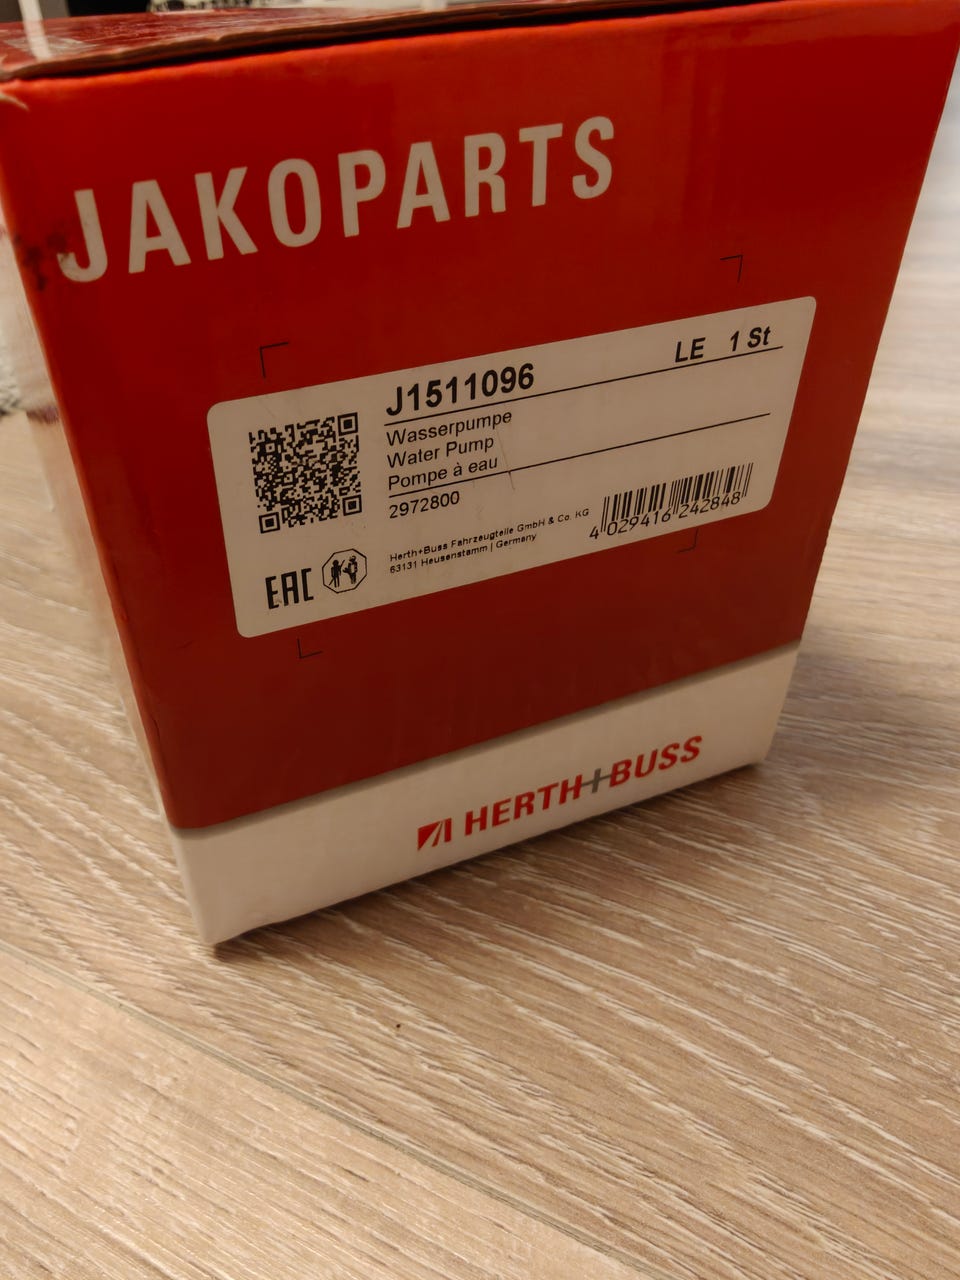 JAKOPARTS
J1511096 LE 1 St
Wasserpumpe
Water Pump
Pompe à eau
2972800
Herth+Buss Fahrzeugteile GmbH & Co. KG
63131 Heusenstamm | Germany
4 029416 242848
EAC
HERTH+BUSS